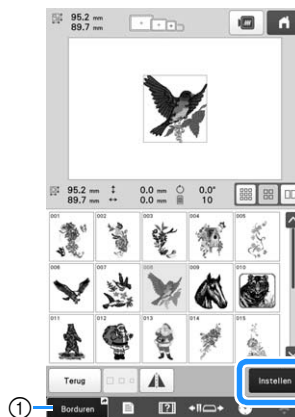 95.2 mm
89.7 mm
95.2 mm 0.0 mm 0.0°
89.7 mm 0.0 mm 10
001 002 003 004 005
006 007 008 009 010
011 012 013 014 015
Terug Instellen
① Borduren